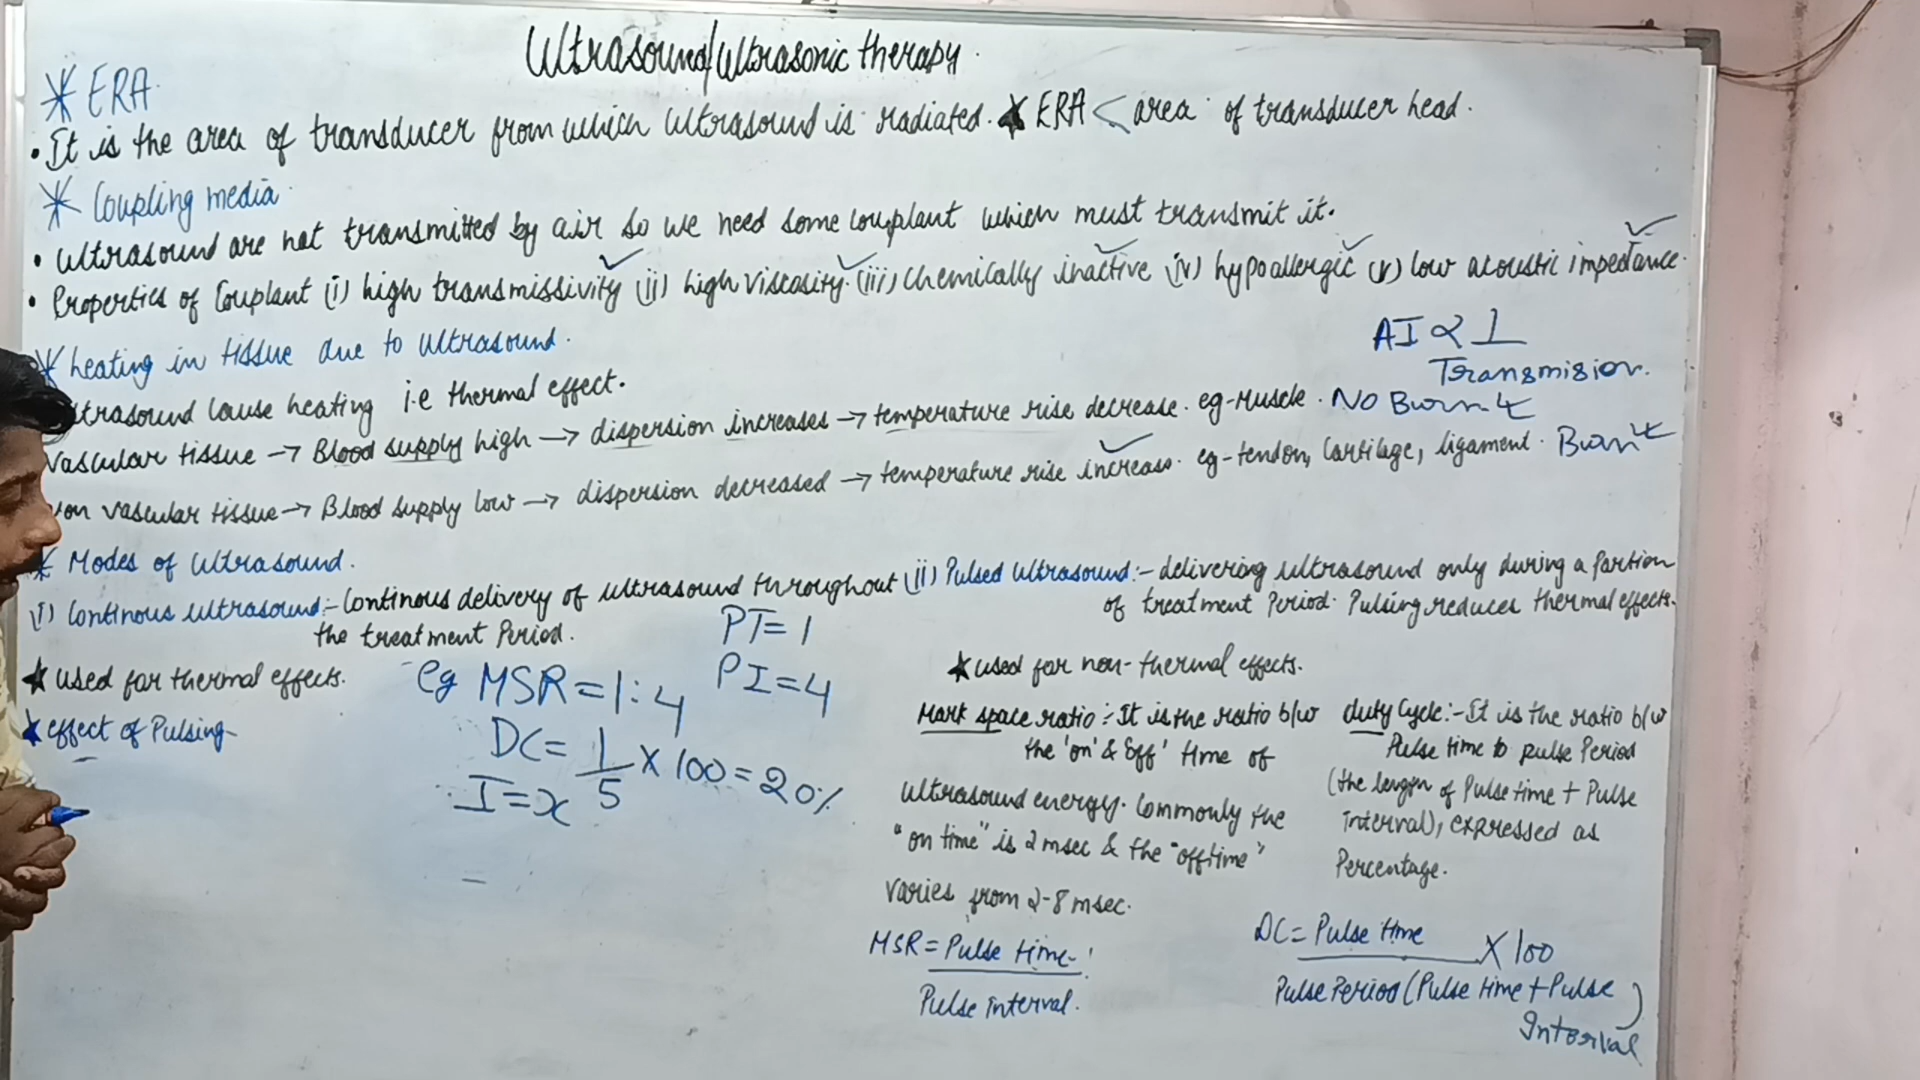 Ultrasound/ultrasonic therapy.
* ERA
• It is the area of transducer from which ultrasound is radiated. ★ ERA < area of transducer head.
* Coupling media
• Ultrasound are not transmitted by air so we need some couplant which must transmit it.
• Properties of Couplant (i) high transmissivity (ii) high viscosity (iii) chemically inactive (iv) hypoallergic (v) low acoustic impedance.
AI ∝ 1
Transmision.
* heating in tissue due to ultrasound.
trasound cause heating i.e thermal effect.
Vascular tissue → Blood supply high → dispersion increases → temperature rise decrease. eg-Muscle. No Burn
on vascular tissue → Blood supply low → dispersion decreased → temperature rise increase. eg-tendon, Cartilage, ligament. Burn
* Modes of Ultrasound.
(i) Continous ultrasound:- Continous delivery of ultrasound throughout
the treatment Period.
★ used for thermal effects.
★ effect of Pulsing-
eg MSR = 1:4
PT = 1
PI = 4
DC = 1/5 × 100 = 20%
I = x
(ii) Pulsed Ultrasound:- delivering ultrasound only during a Portion
of treatment Period. Pulsing reduces thermal effects.
★ used for non-thermal effects.
Mark space ratio:- It is the ratio b/w
the 'on' & 'off' time of
ultrasound energy. Commonly the
"on time" is 2 msec & the "offtime"
varies from 2-8 msec.
MSR = Pulse time
Pulse interval.
duty Cycle:- It is the ratio b/w
Pulse time to pulse Period
(the length of Pulse time + Pulse
interval), expressed as
Percentage.
DC = Pulse time × 100
Pulse Period (Pulse time + Pulse
Interval)